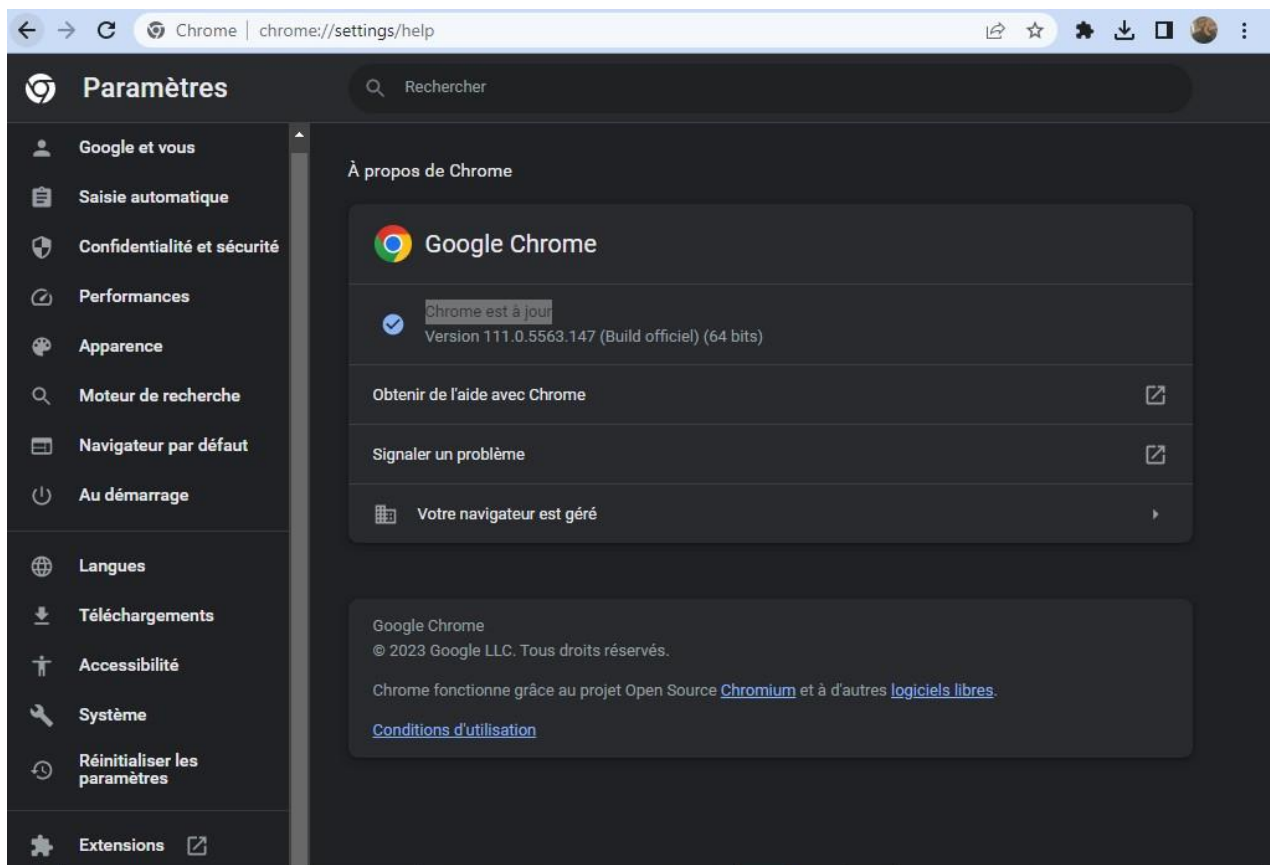 Chrome | chrome://settings/help
Paramètres
Rechercher
Google et vous
Saisie automatique
Confidentialité et sécurité
Performances
Apparence
Moteur de recherche
Navigateur par défaut
Au démarrage
Langues
Téléchargements
Accessibilité
Système
Réinitialiser les
paramètres
Extensions
À propos de Chrome
Google Chrome
Chrome est à jour
Version 111.0.5563.147 (Build officiel) (64 bits)
Obtenir de l'aide avec Chrome
Signaler un problème
Votre navigateur est géré
Google Chrome
© 2023 Google LLC. Tous droits réservés.
Chrome fonctionne grâce au projet Open Source Chromium et à d'autres logiciels libres.
Conditions d'utilisation